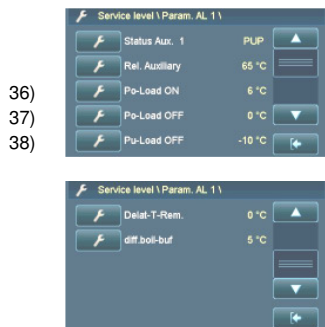 Service level \ Param. AL 1 \
Status Aux. 1 PUP
Rel. Auxiliary 65 °C
36) Po-Load ON 6 °C
37) Po-Load OFF 0 °C
38) Pu-Load OFF -10 °C
Service level \ Param. AL 1 \
Delat-T-Rem. 0 °C
diff.boil-buf 5 °C